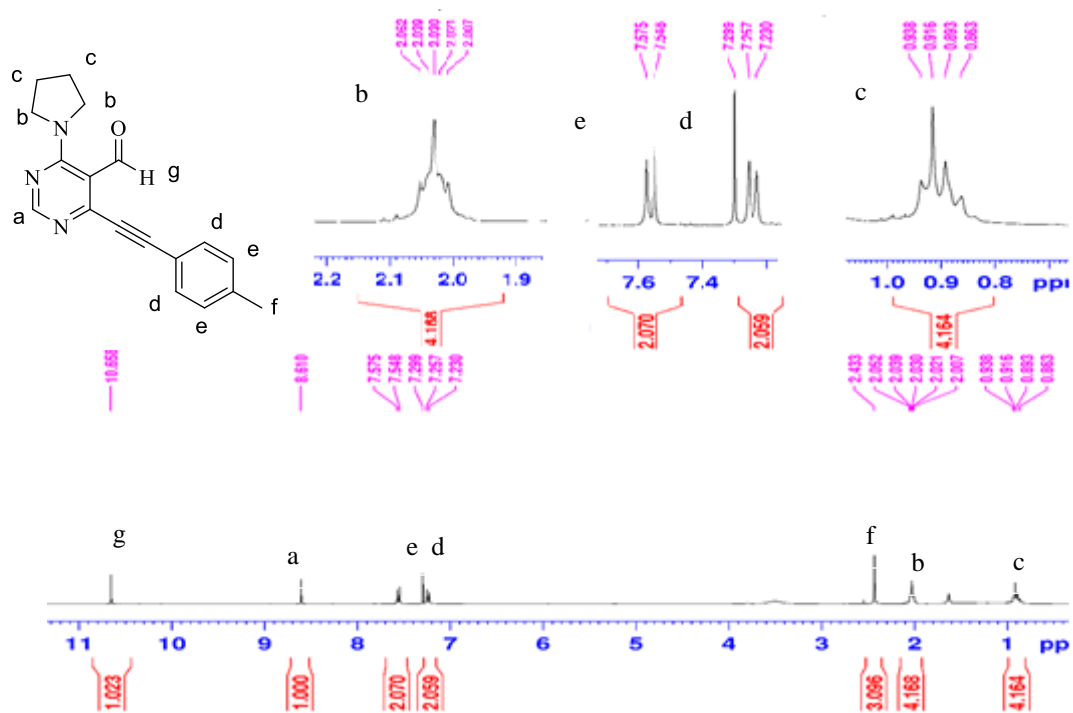 2.062 2.039 2.030 2.021 2.007
7.575 7.548
7.299 7.257 7.230
0.938 0.916 0.893 0.863
c c
b b
N O
H g
N
a
N
d
e
d
e
f
b
e
d
c
2.2 2.1 2.0 1.9
7.6 7.4
1.0 0.9 0.8 ppı
4.168
2.070
2.059
4.164
10.658
8.610
7.575 7.548 7.299 7.257 7.230
2.433 2.052 2.039 2.030 2.021 2.007
0.938 0.916 0.893 0.863
g
a
e d
f
b
c
11 10 9 8 7 6 5 4 3 2 1 pp
1.023
1.000
2.070
2.059
3.096
4.168
4.164